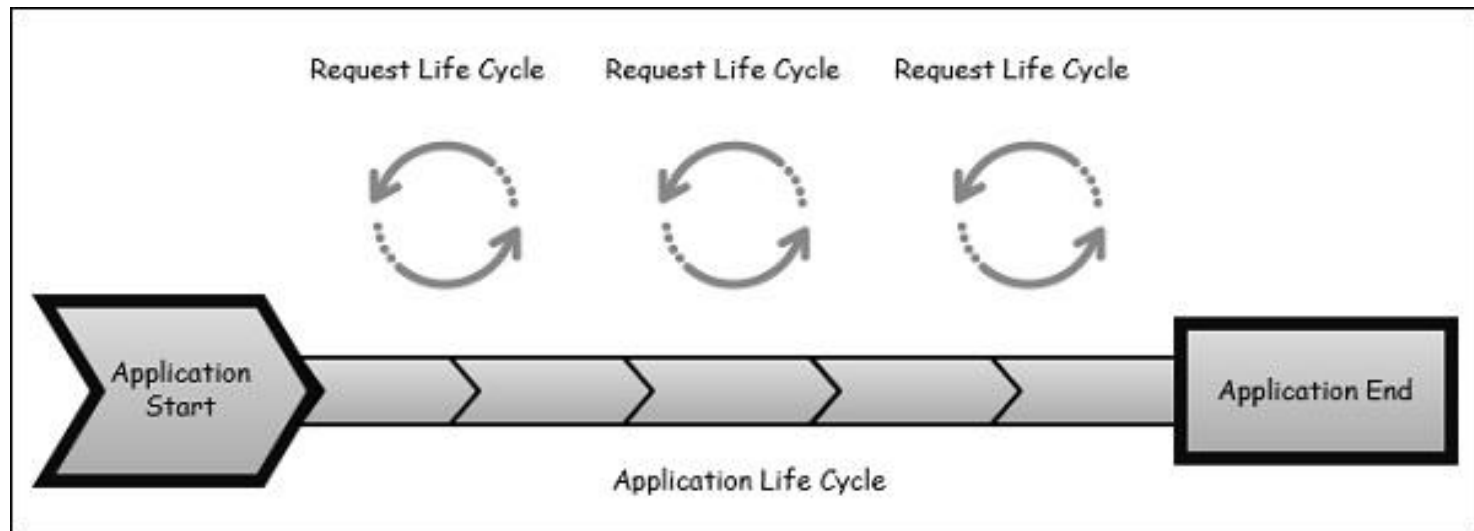 Request Life Cycle
Request Life Cycle
Request Life Cycle
Application
Start
Application End
Application Life Cycle